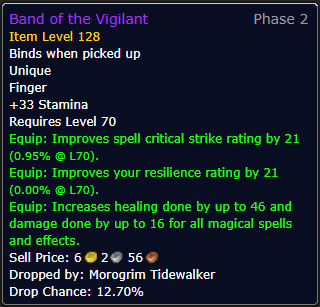 Band of the Vigilant Phase 2
Item Level 128
Binds when picked up
Unique
Finger
+33 Stamina
Requires Level 70
Equip: Improves spell critical strike rating by 21
(0.95% @ L70).
Equip: Improves your resilience rating by 21
(0.00% @ L70).
Equip: Increases healing done by up to 46 and
damage done by up to 16 for all magical spells
and effects.
Sell Price: 6 2 56
Dropped by: Morogrim Tidewalker
Drop Chance: 12.70%